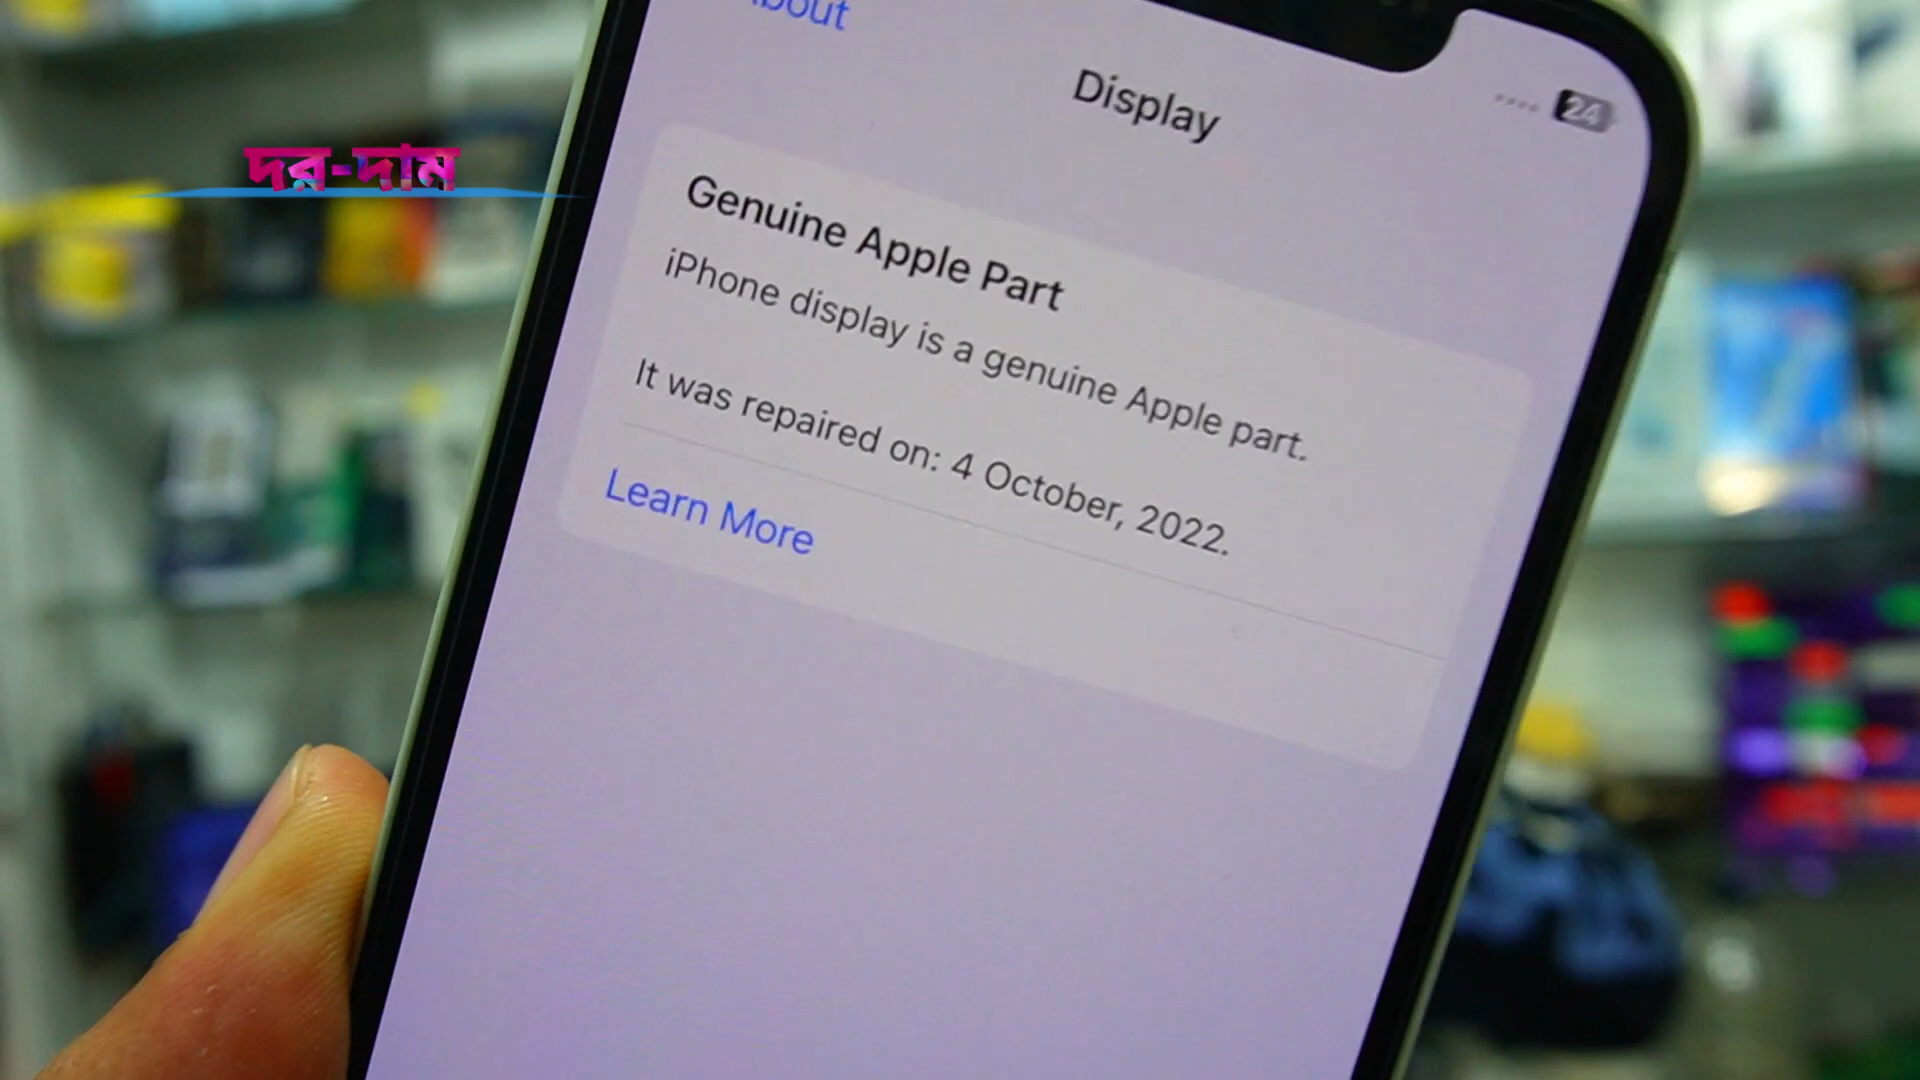 About
Display
24
দর-দাম
Genuine Apple Part
iPhone display is a genuine Apple part.
It was repaired on: 4 October, 2022.
Learn More